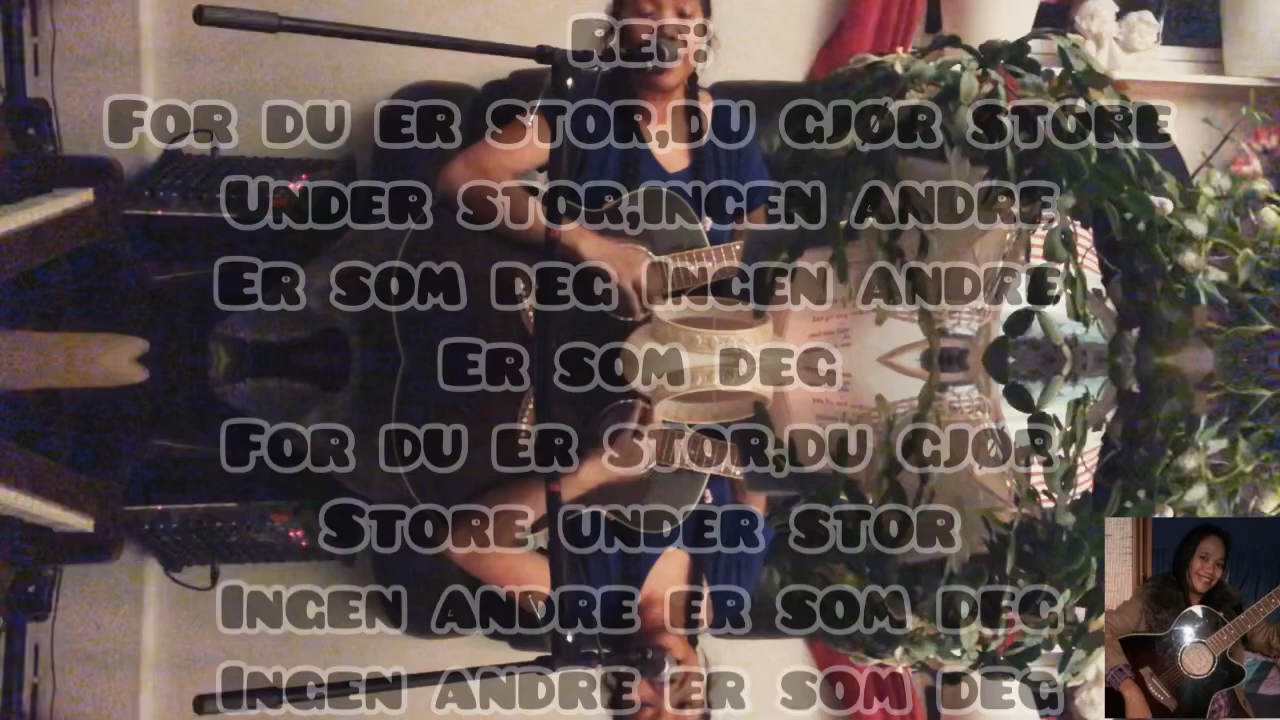 Ref:
For du er stor,du gjør store
Under stor,ingen andre
Er som deg ingen andre
Er som deg
For du er stor,du gjør
Store under stor
Ingen andre er som deg
Ingen andre er som deg